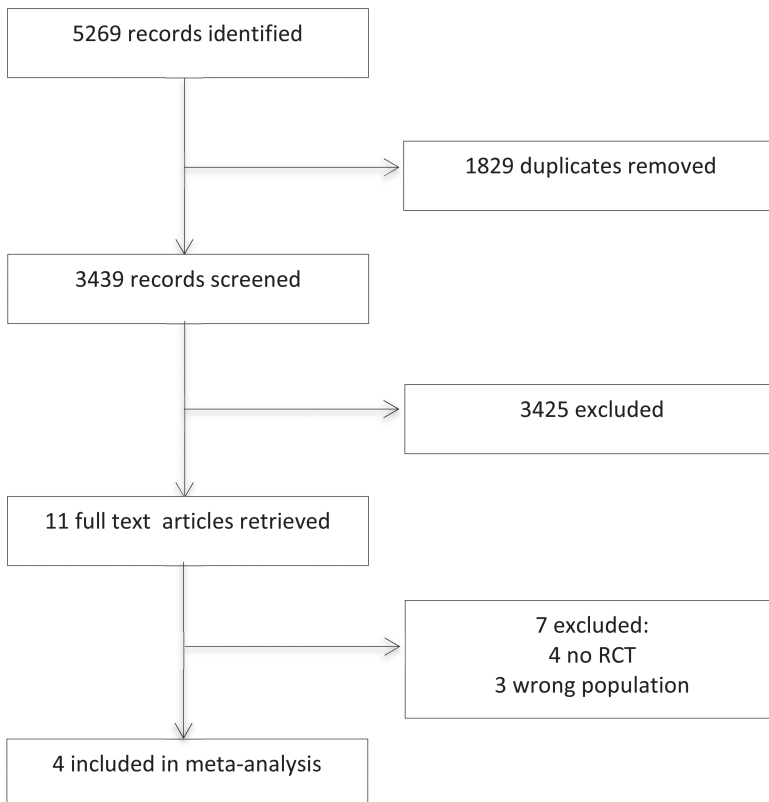 5269 records identified
1829 duplicates removed
3439 records screened
3425 excluded
11 full text articles retrieved
7 excluded:
4 no RCT
3 wrong population
4 included in meta-analysis